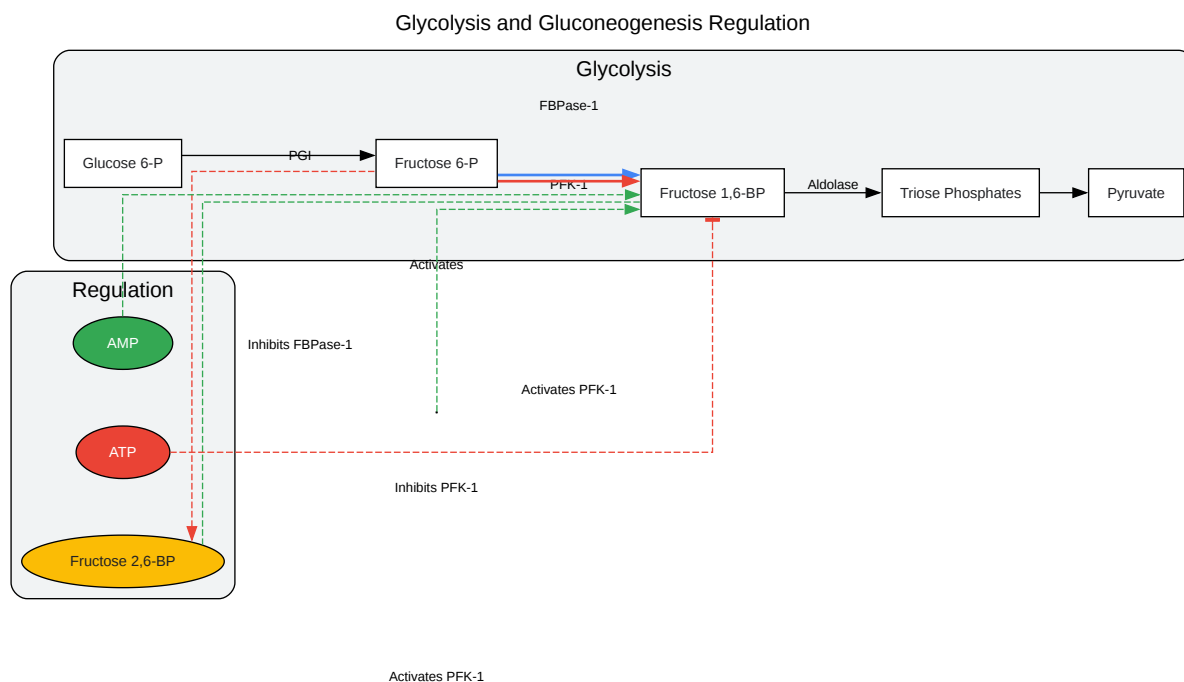 Glycolysis and Gluconeogenesis Regulation
Glycolysis
FBPase-1
Glucose 6-P
PGI
Fructose 6-P
PFK-1
Fructose 1,6-BP
Aldolase
Triose Phosphates
Pyruvate
Activates
Regulation
AMP
Inhibits FBPase-1
Activates PFK-1
ATP
Inhibits PFK-1
Fructose 2,6-BP
Activates PFK-1